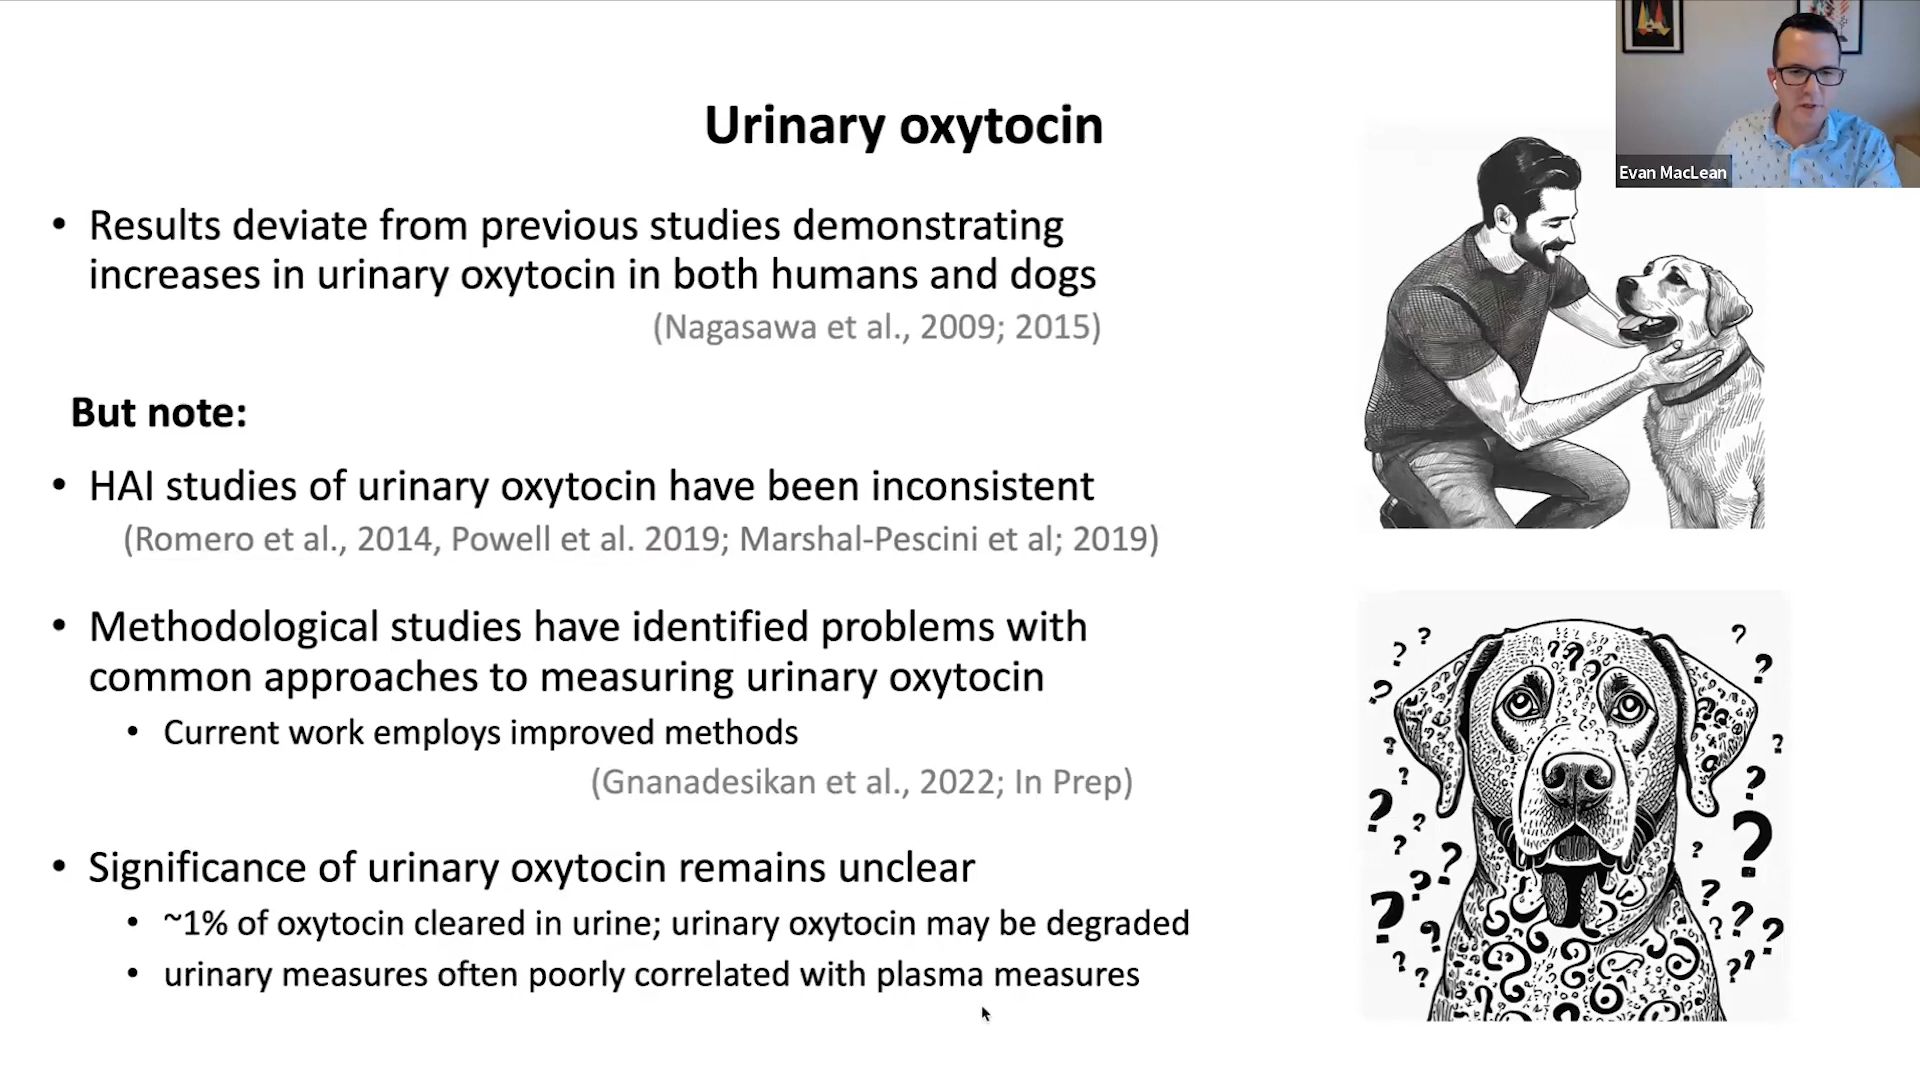 Urinary oxytocin
Evan MacLean
• Results deviate from previous studies demonstrating
increases in urinary oxytocin in both humans and dogs
(Nagasawa et al., 2009; 2015)
But note:
• HAI studies of urinary oxytocin have been inconsistent
(Romero et al., 2014, Powell et al. 2019; Marshal-Pescini et al; 2019)
• Methodological studies have identified problems with
common approaches to measuring urinary oxytocin
• Current work employs improved methods
(Gnanadesikan et al., 2022; In Prep)
• Significance of urinary oxytocin remains unclear
• ~1% of oxytocin cleared in urine; urinary oxytocin may be degraded
• urinary measures often poorly correlated with plasma measures